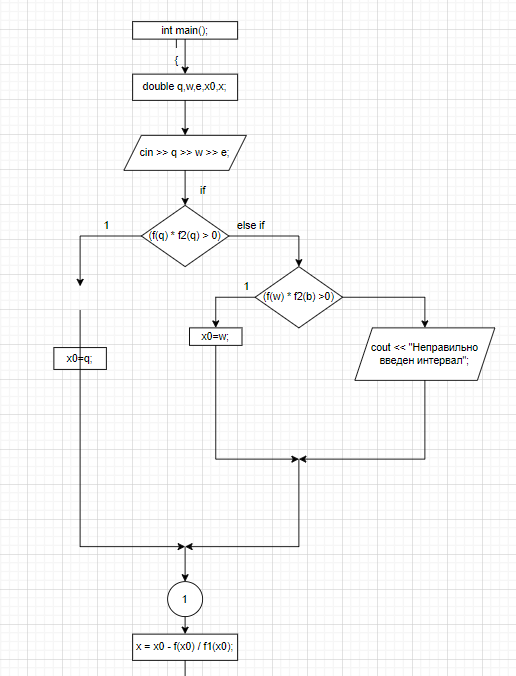 int main();
{
double q,w,e,x0,x;
cin >> q >> w >> e;
if
1
(f(q) * f2(q) > 0)
else if
1
(f(w) * f2(b) >0)
x0=w;
cout << "Неправильно
введен интервал";
x0=q;
1
x = x0 - f(x0) / f1(x0);